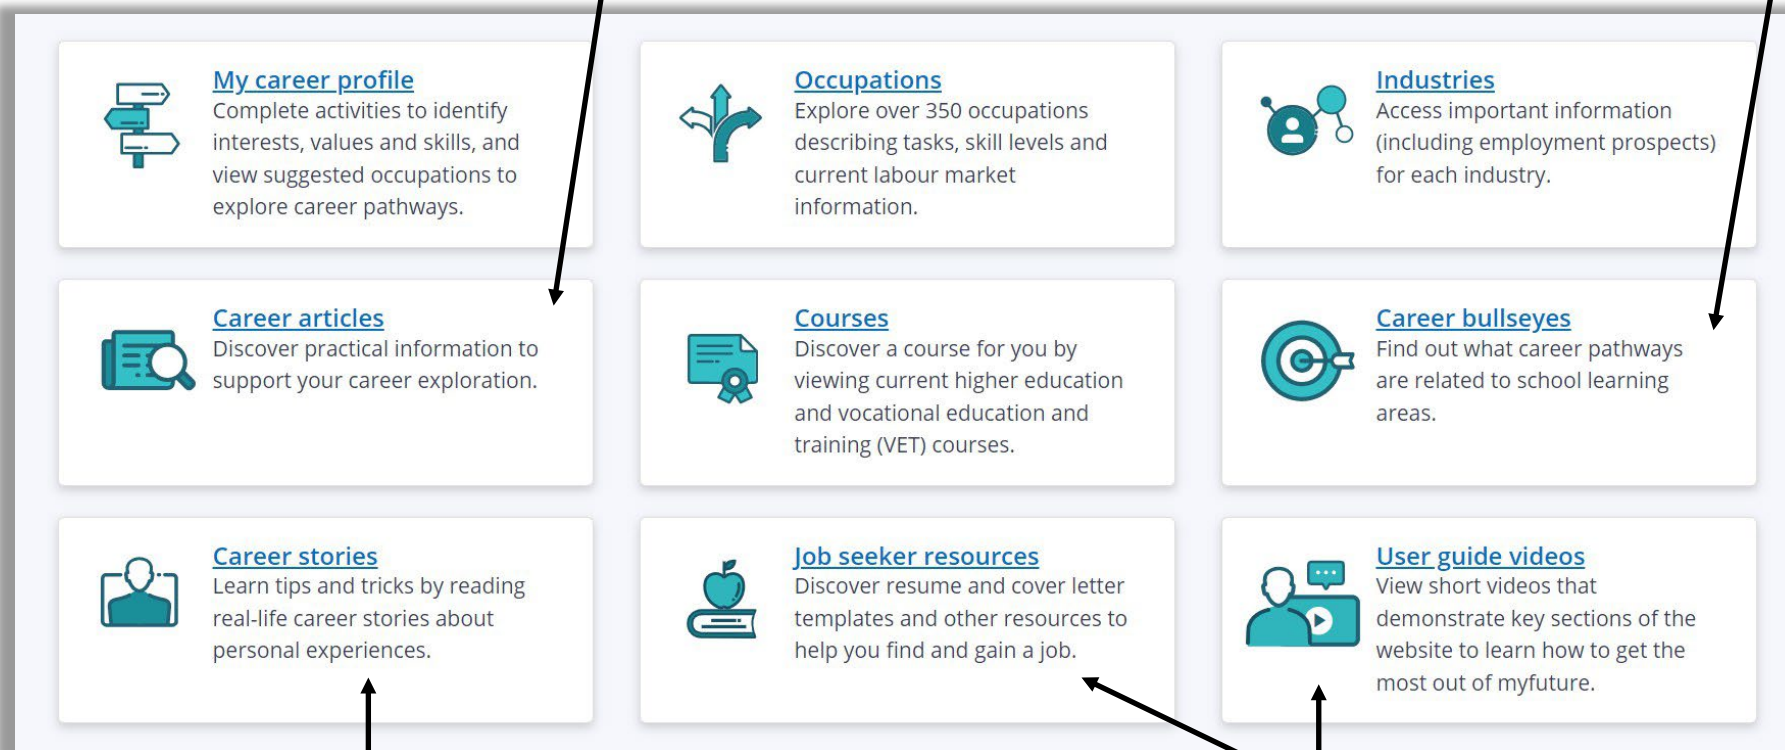 My career profile
Complete activities to identify
interests, values and skills, and
view suggested occupations to
explore career pathways.
Occupations
Explore over 350 occupations
describing tasks, skill levels and
current labour market
information.
Industries
Access important information
(including employment prospects)
for each industry.
Career articles
Discover practical information to
support your career exploration.
Courses
Discover a course for you by
viewing current higher education
and vocational education and
training (VET) courses.
Career bullseyes
Find out what career pathways
are related to school learning
areas.
Career stories
Learn tips and tricks by reading
real-life career stories about
personal experiences.
Job seeker resources
Discover resume and cover letter
templates and other resources to
help you find and gain a job.
User guide videos
View short videos that
demonstrate key sections of the
website to learn how to get the
most out of myfuture.